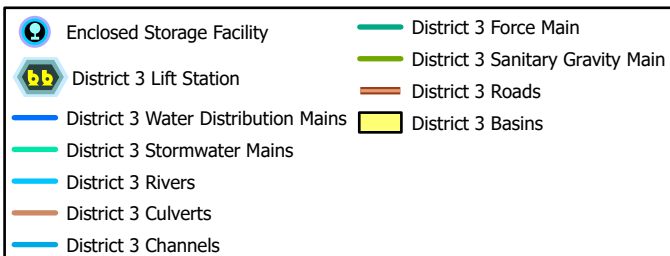 Enclosed Storage Facility
District 3 Lift Station
District 3 Water Distribution Mains
District 3 Stormwater Mains
District 3 Rivers
District 3 Culverts
District 3 Channels
District 3 Force Main
District 3 Sanitary Gravity Main
District 3 Roads
District 3 Basins